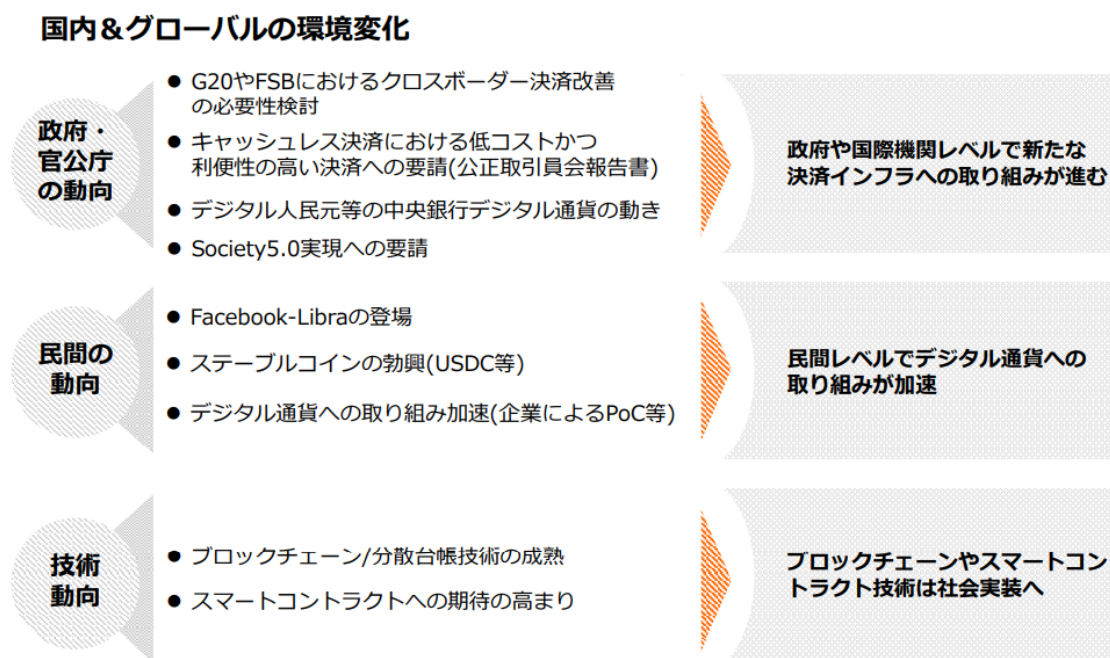 国内＆グローバルの環境変化
政府・
官公庁
の動向
● G20やFSBにおけるクロスボーダー決済改善
の必要性検討
● キャッシュレス決済における低コストかつ
利便性の高い決済への要請(公正取引員会報告書)
● デジタル人民元等の中央銀行デジタル通貨の動き
● Society5.0実現への要請
政府や国際機関レベルで新たな
決済インフラへの取り組みが進む
民間の
動向
● Facebook-Libraの登場
● ステーブルコインの勃興(USDC等)
● デジタル通貨への取り組み加速(企業によるPoC等)
民間レベルでデジタル通貨への
取り組みが加速
技術
動向
● ブロックチェーン/分散台帳技術の成熟
● スマートコントラクトへの期待の高まり
ブロックチェーンやスマートコン
トラクト技術は社会実装へ